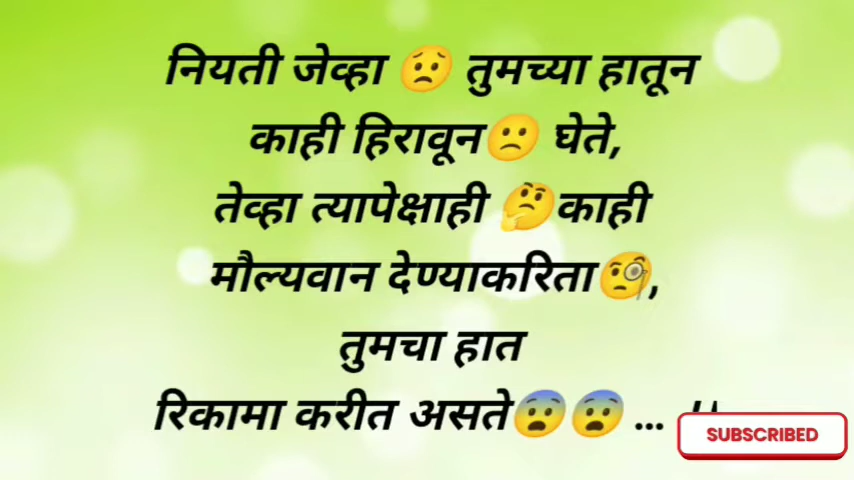 नियती जेव्हा 😟 तुमच्या हातून
काही हिरावून😕 घेते,
तेव्हा त्यापेक्षाही 🤔काही
मौल्यवान देण्याकरिता🧐,
तुमचा हात
रिकामा करीत असते😨😨 ...
SUBSCRIBED